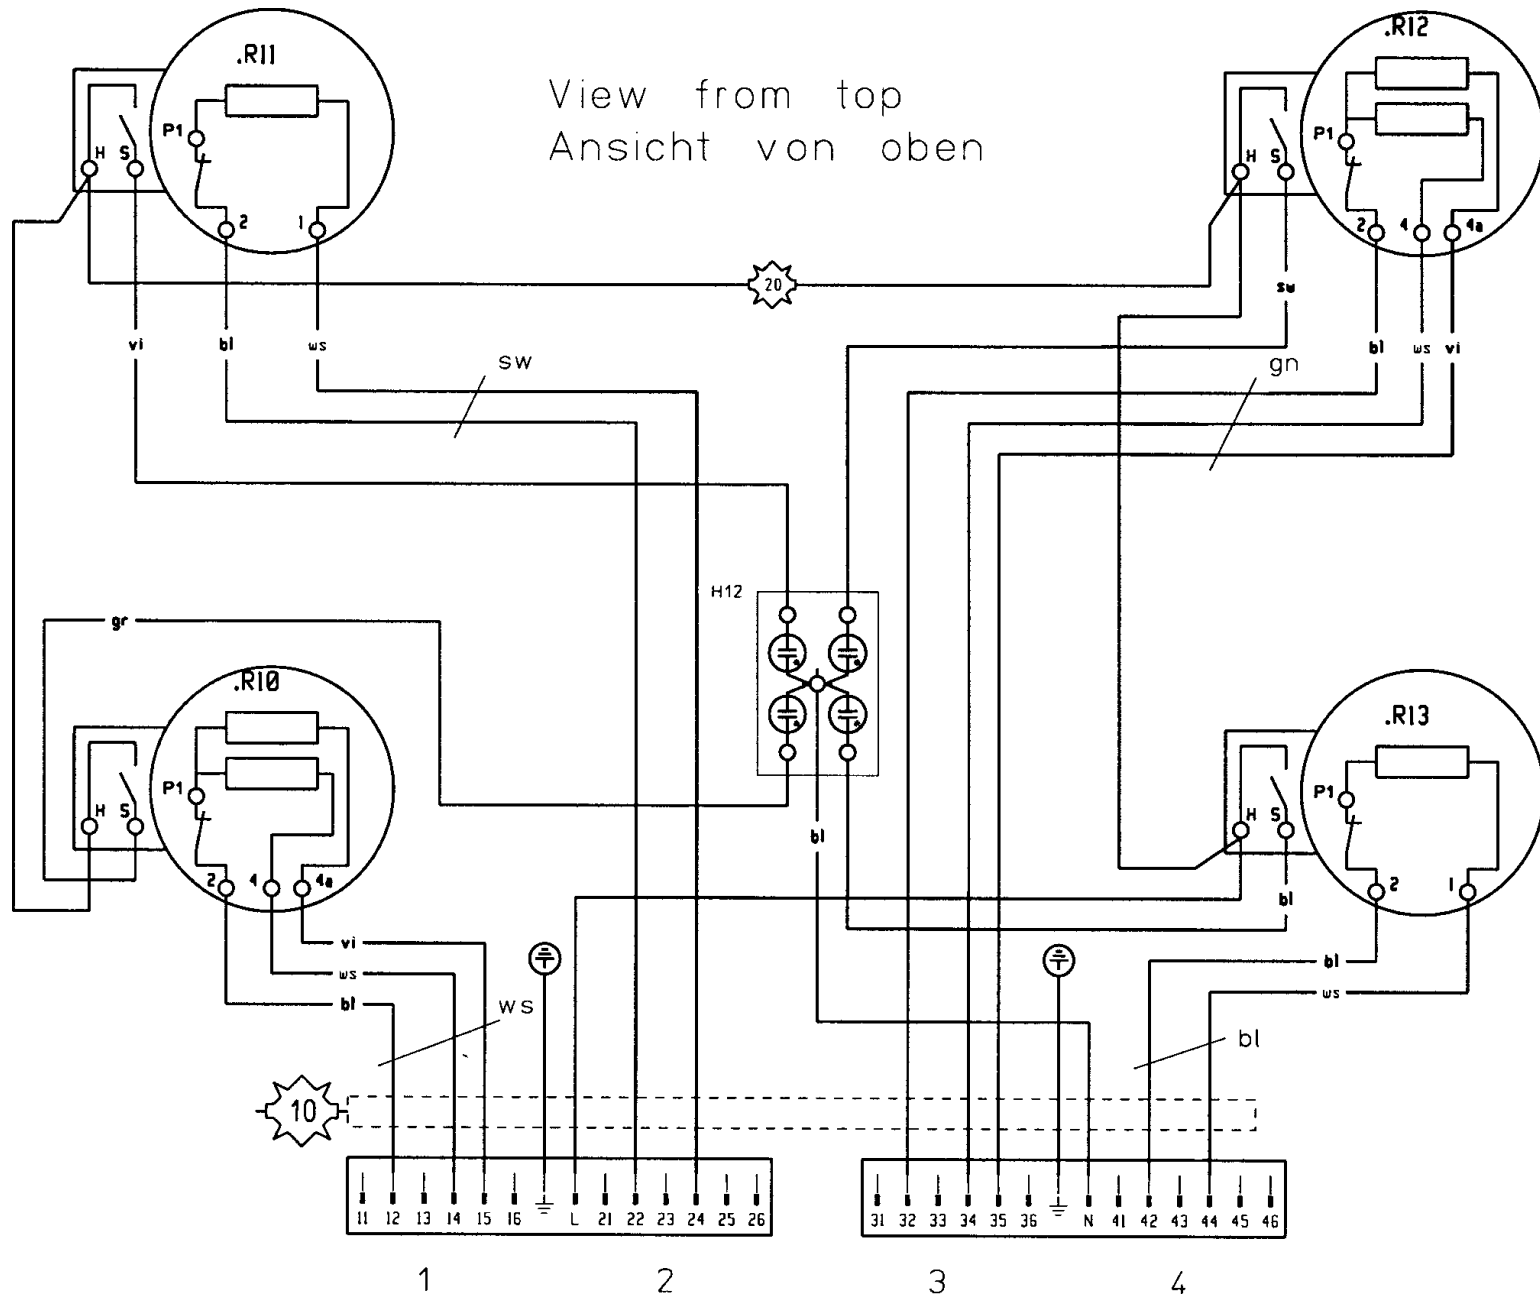 .R11
.R12
View from top
Ansicht von oben
P1
H S
2 1
P1
H S
2 4 4a
20
sw
vi bl ws
bl ws vi
sw
gn
H12
gr
.R10
.R13
P1
H S
2 4 4a
P1
H S
2 1
bl
bl
vi
ws
bl
bl
ws
ws
bl
10
11 12 13 14 15 16 L 21 22 23 24 25 26
31 32 33 34 35 36 N 41 42 43 44 45 46
1 2 3 4